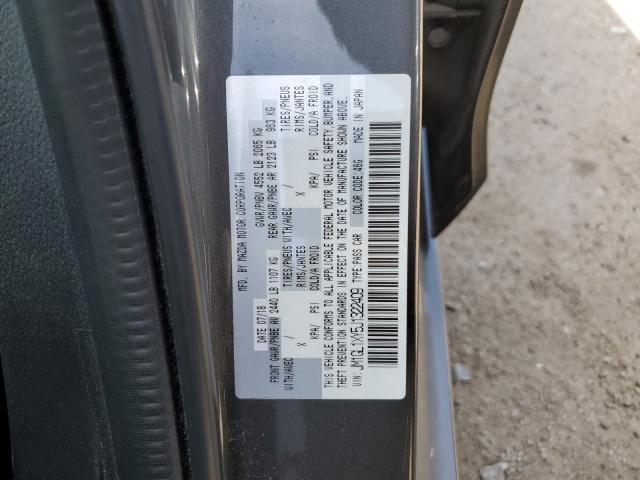 MFD. BY MAZDA MOTOR CORPORATION
DATE 07/18 GVWR/PNBV 4552 LB 2065 KG
FRONT GAWR/PNBE AV 2440 LB 1107 KG REAR GAWR/PNBE AR 2123 LB 963 KG
WITH/AVEC / TIRES/PNEUS WITH/AVEC / TIRES/PNEUS
X RIMS/JANTES X RIMS/JANTES
KPA/ PSI COLD/A FROID KPA/ PSI COLD/A FROID
THIS VEHICLE CONFORMS TO ALL APPLICABLE FEDERAL MOTOR VEHICLE SAFETY, BUMPER, AND
THEFT PREVENTION STANDARDS IN EFFECT ON THE DATE OF MANUFACTURE SHOWN ABOVE.
VIN: JM1GL1XY5J1322409 TYPE:PASS CAR COLOR CODE:46G MADE IN JAPAN